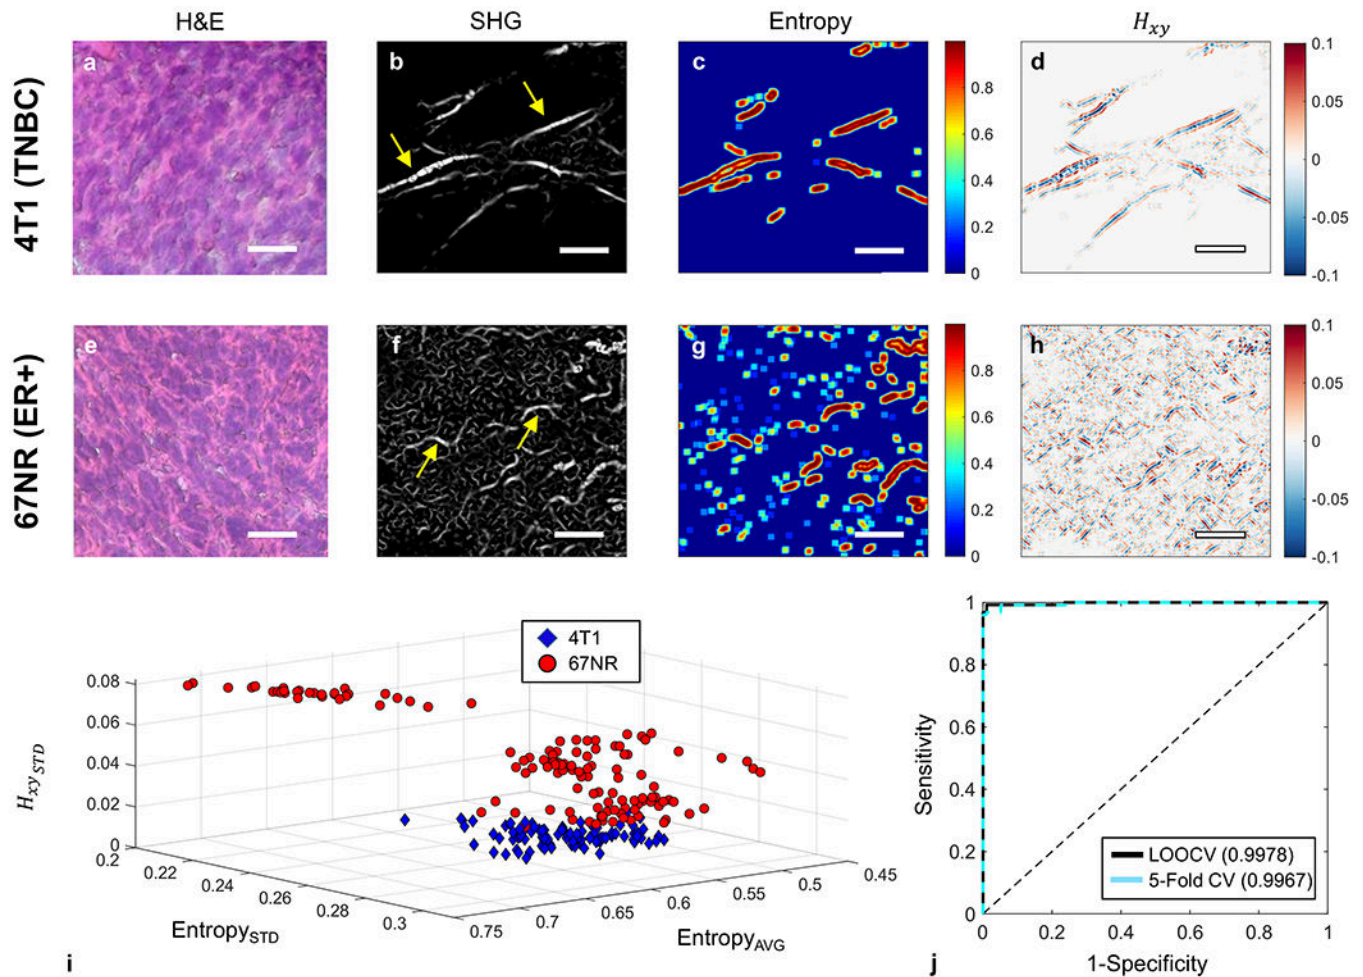 H&E SHG Entropy Hxy
4T1 (TNBC)
a b c d
1
0.8
0.6
0.4
0.2
0
0.1
0.05
0
-0.05
-0.1
67NR (ER+)
e f g h
0.8
0.6
0.4
0.2
0
0.1
0.05
0
-0.05
-0.1
4T1
67NR
HxySTD
0.08
0.06
0.04
0.02
0
0.2
0.22
0.24
0.26
0.28
0.3
EntropySTD
0.75
0.7
0.65
0.6
0.55
0.5
0.45
EntropyAVG
i
Sensitivity
1
0.8
0.6
0.4
0.2
0
LOOCV (0.9978)
5-Fold CV (0.9967)
0 0.2 0.4 0.6 0.8 1
1-Specificity
j